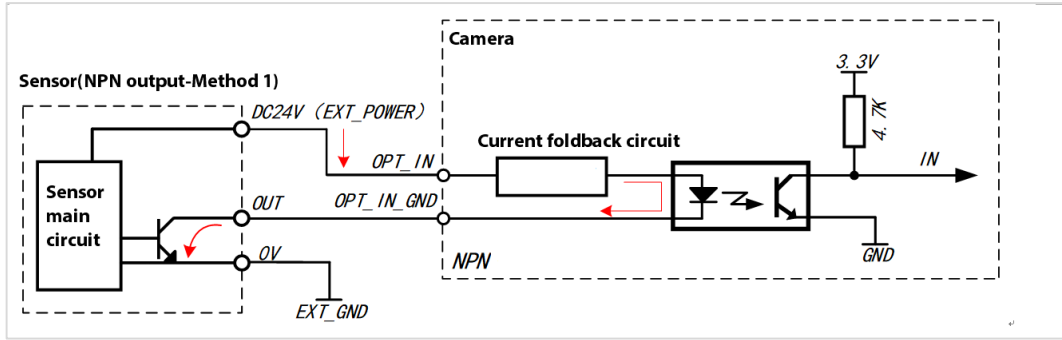 Camera
Sensor(NPN output-Method 1)
DC24V (EXT_POWER)
3.3V
4.7K
Current foldback circuit
OPT_IN
IN
Sensor
main
circuit
OUT
OPT_IN_GND
0V
NPN
GND
EXT_GND